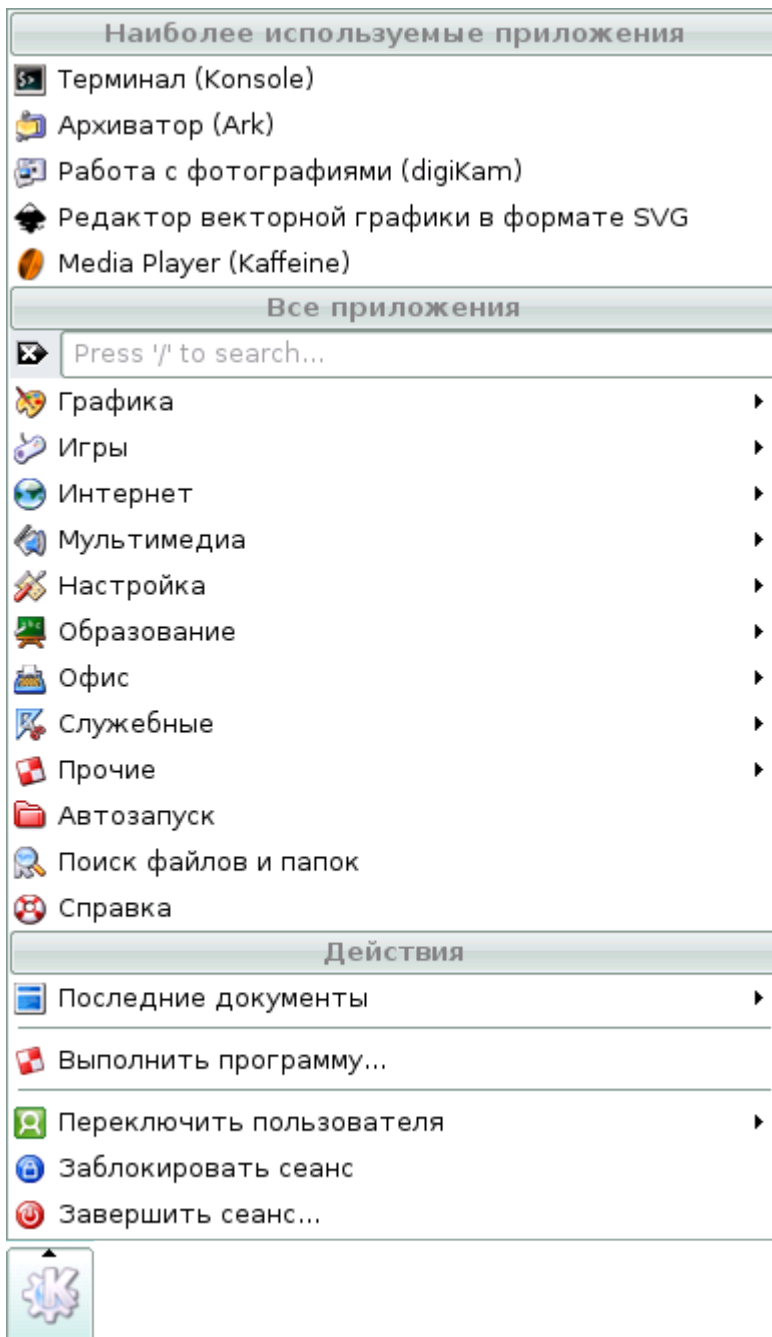 Наиболее используемые приложения
Терминал (Konsole)
Архиватор (Ark)
Работа с фотографиями (digiKam)
Редактор векторной графики в формате SVG
Media Player (Kaffeine)
Все приложения
Press '/' to search...
Графика
Игры
Интернет
Мультимедиа
Настройка
Образование
Офис
Служебные
Прочие
Автозапуск
Поиск файлов и папок
Справка
Действия
Последние документы
Выполнить программу...
Переключить пользователя
Заблокировать сеанс
Завершить сеанс...